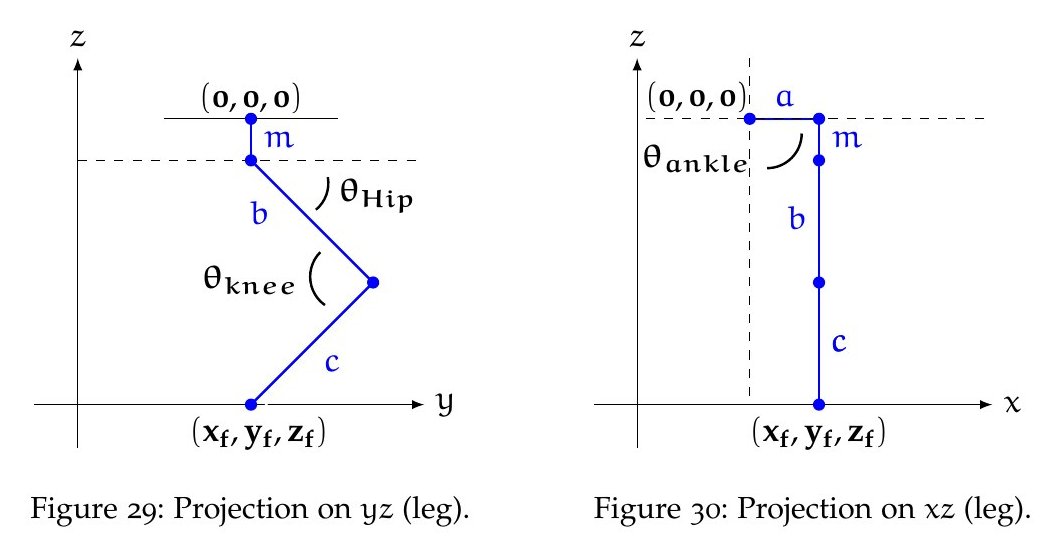 z
(0, 0, 0)
m
θHip
b
θknee
c
y
(xf, yf, zf)
Figure 29: Projection on yz (leg).
z
(0, 0, 0)
a
m
θankle
b
c
x
(xf, yf, zf)
Figure 30: Projection on xz (leg).